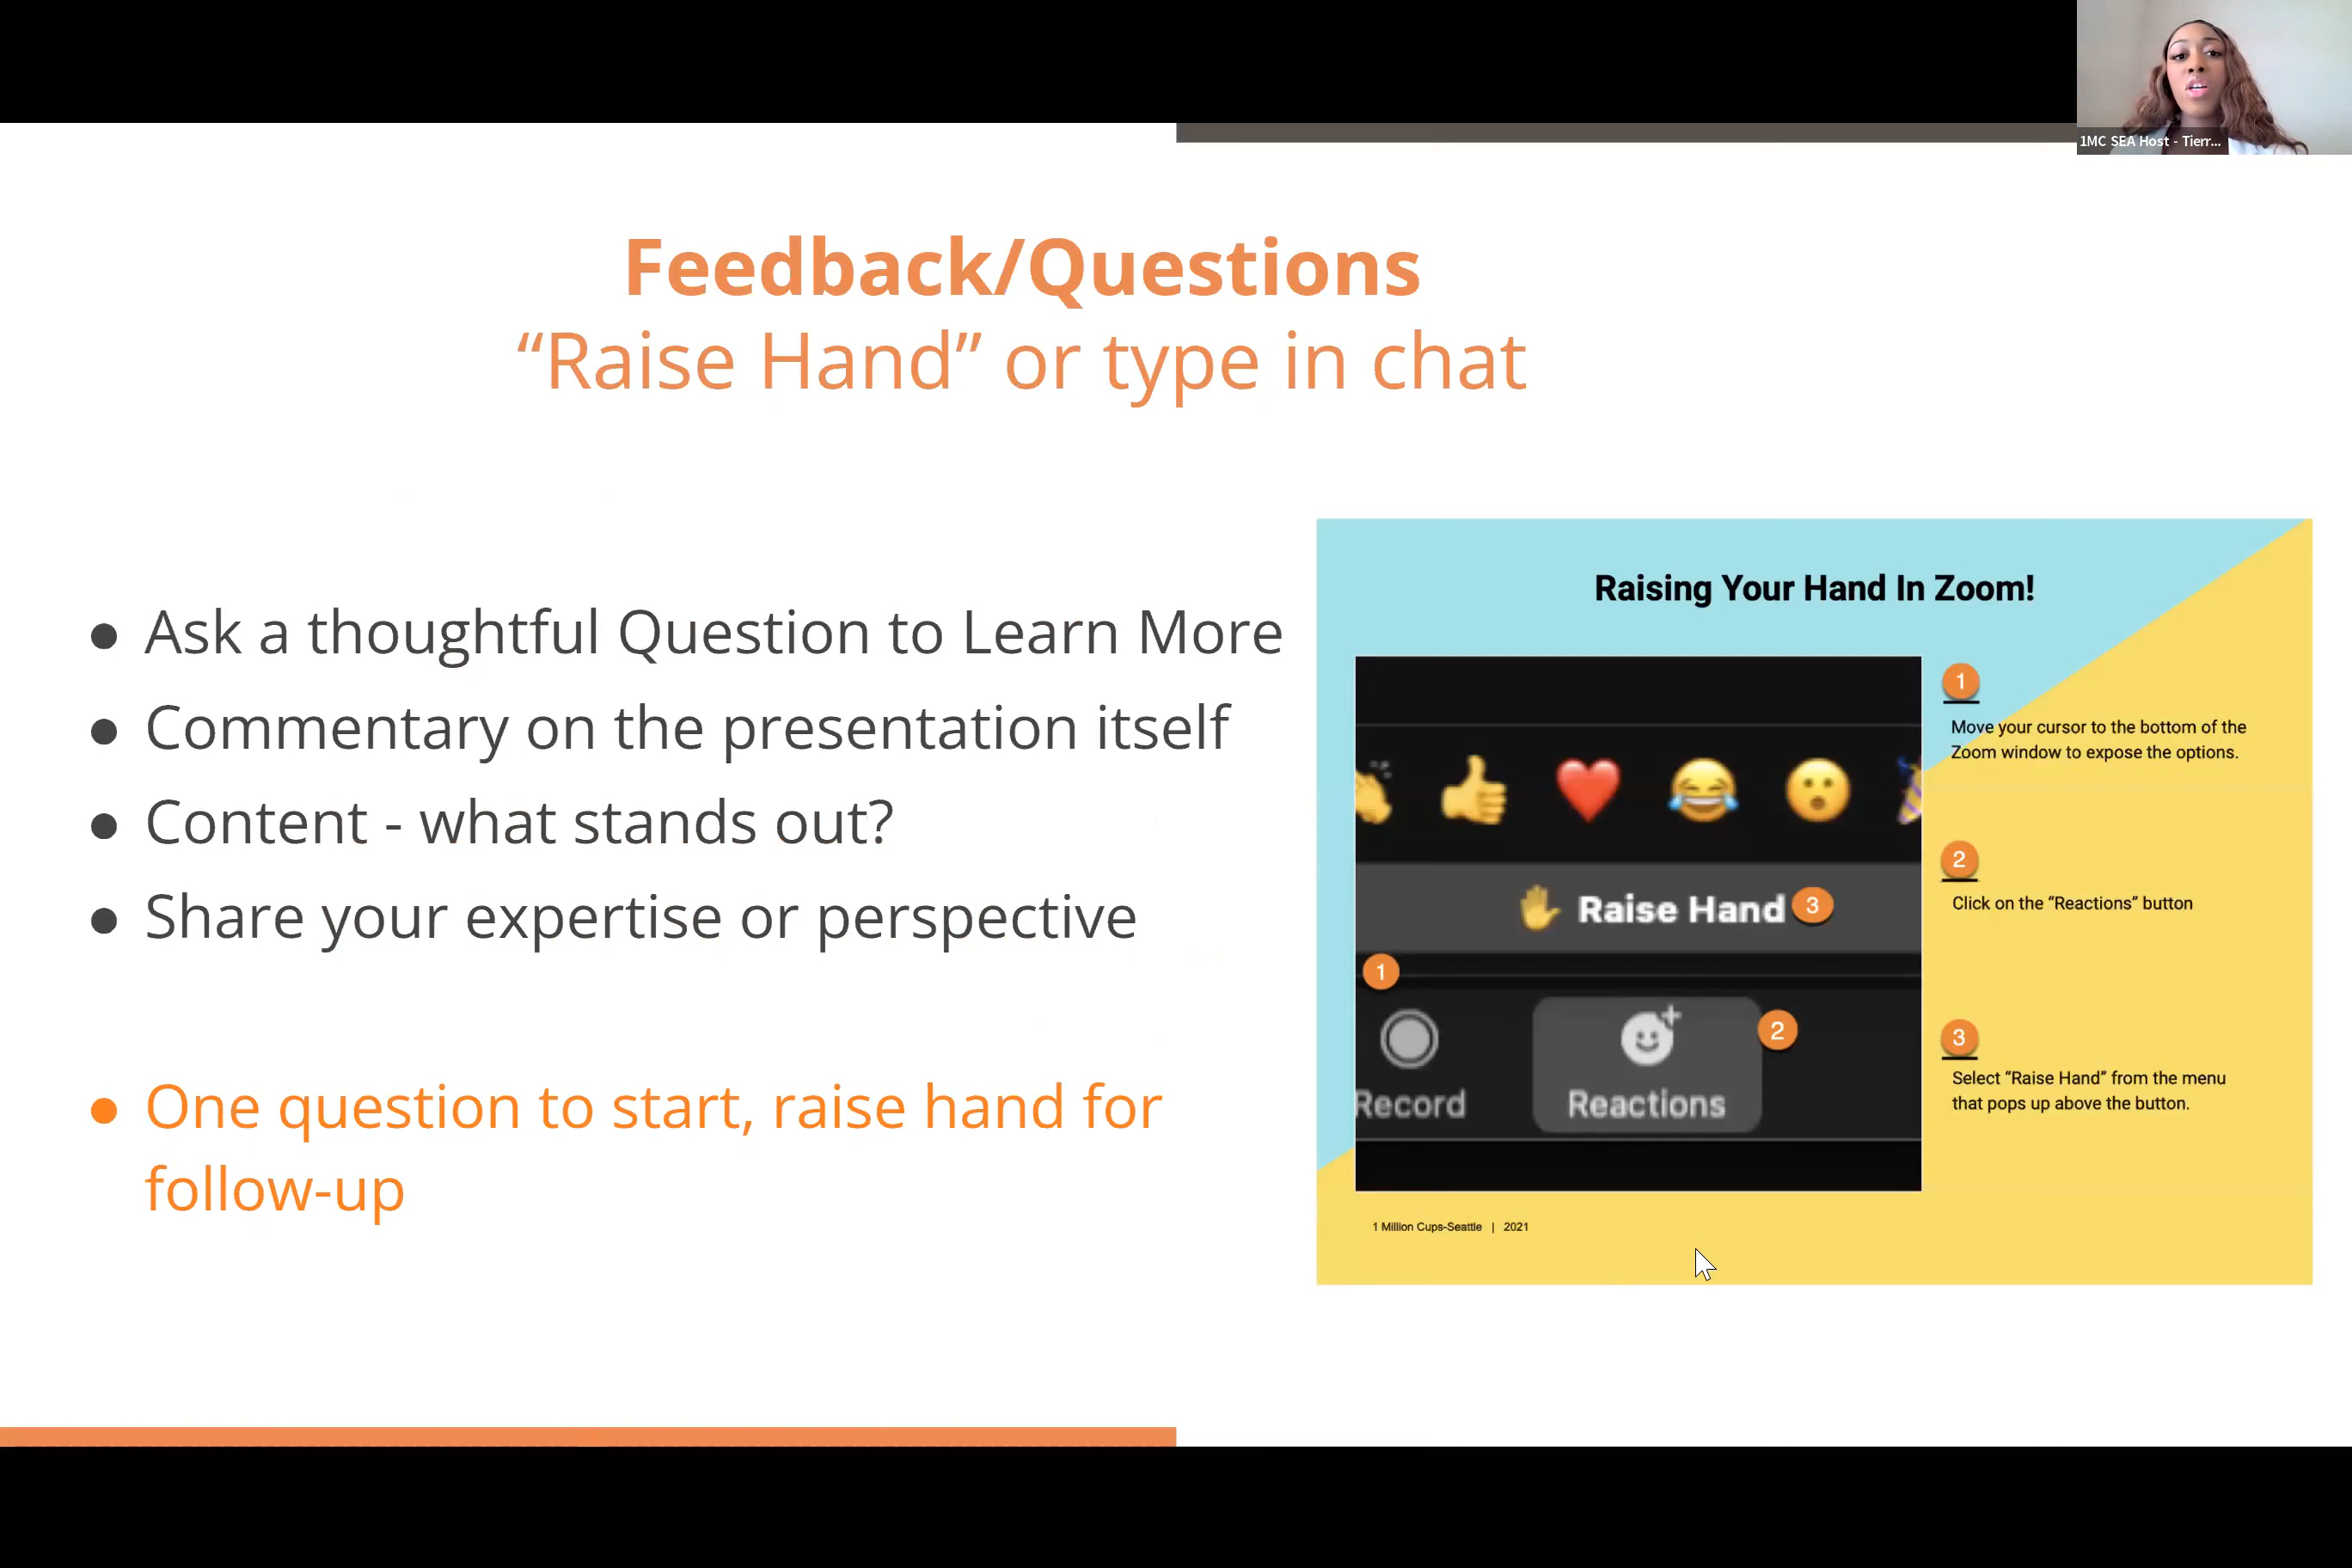 1MC SEA Host - Tierr...
Feedback/Questions
“Raise Hand” or type in chat
● Ask a thoughtful Question to Learn More
● Commentary on the presentation itself
● Content - what stands out?
● Share your expertise or perspective
● One question to start, raise hand for
follow-up
Raising Your Hand In Zoom!
Raise Hand 3
1
2
Record
Reactions
1
Move your cursor to the bottom of the
Zoom window to expose the options.
2
Click on the “Reactions” button
3
Select “Raise Hand” from the menu
that pops up above the button.
1 Million Cups-Seattle | 2021